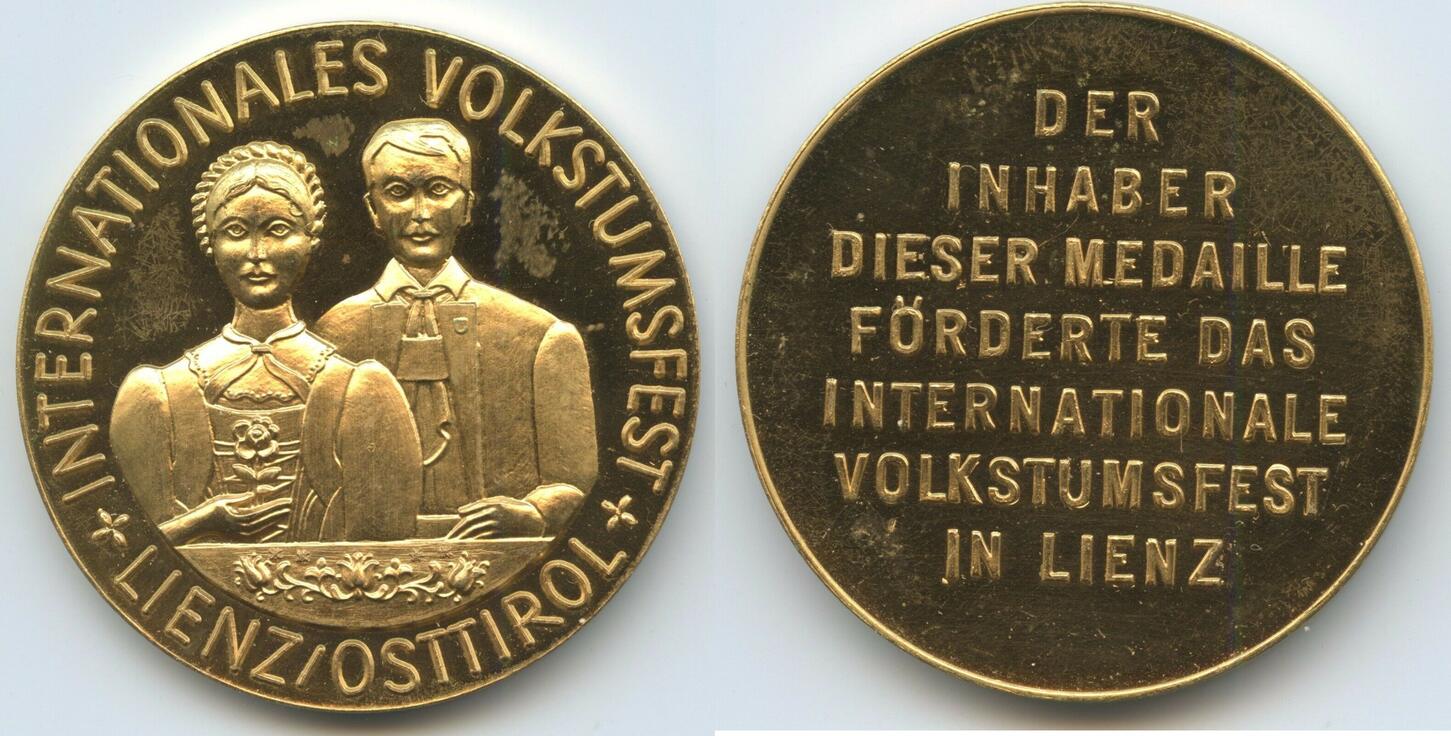 INTERNATIONALES VOLKSTUMSFEST
LIENZ/OSTTIROL
DER
INHABER
DIESER MEDAILLE
FÖRDERTE DAS
INTERNATIONALE
VOLKSTUMSFEST
IN LIENZ